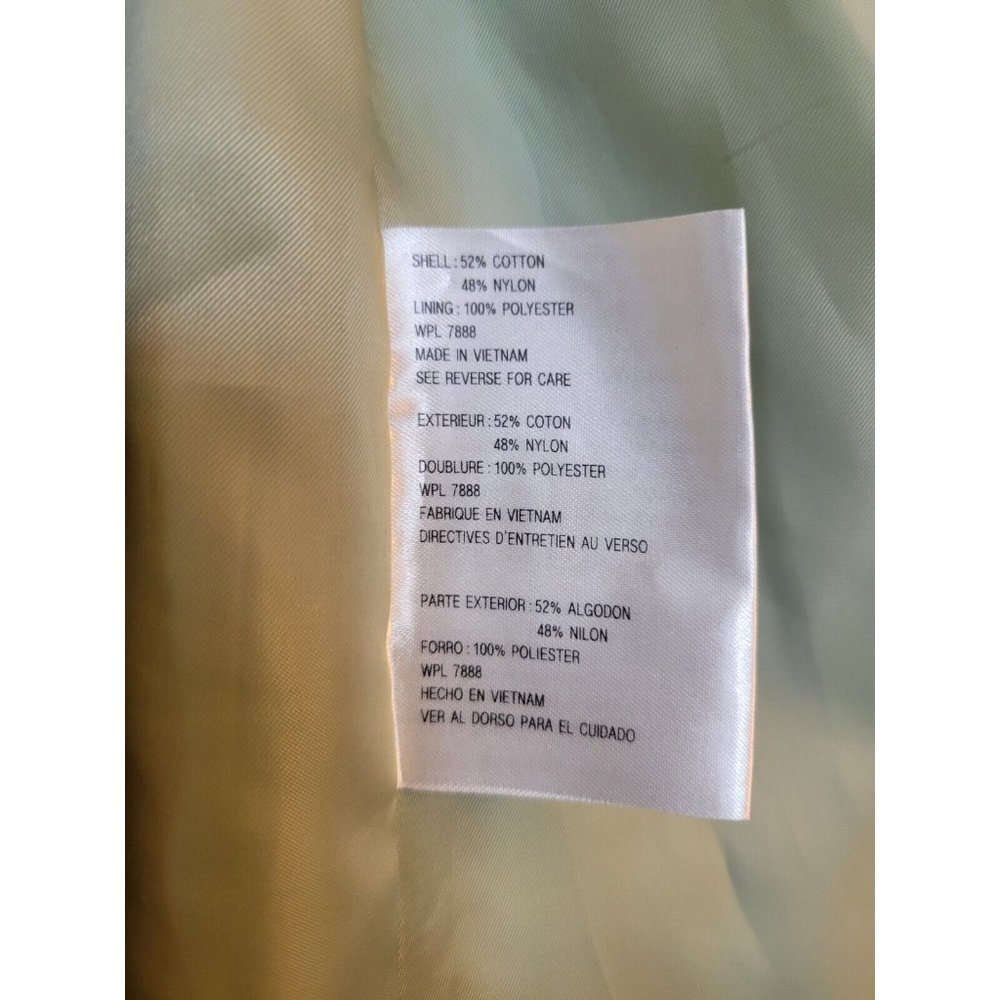 SHELL : 52% COTTON
48% NYLON
LINING : 100% POLYESTER
WPL 7888
MADE IN VIETNAM
SEE REVERSE FOR CARE
EXTERIEUR : 52% COTON
48% NYLON
DOUBLURE : 100% POLYESTER
WPL 7888
FABRIQUE EN VIETNAM
DIRECTIVES D'ENTRETIEN AU VERSO
PARTE EXTERIOR : 52% ALGODON
48% NILON
FORRO : 100% POLIESTER
WPL 7888
HECHO EN VIETNAM
VER AL DORSO PARA EL CUIDADO